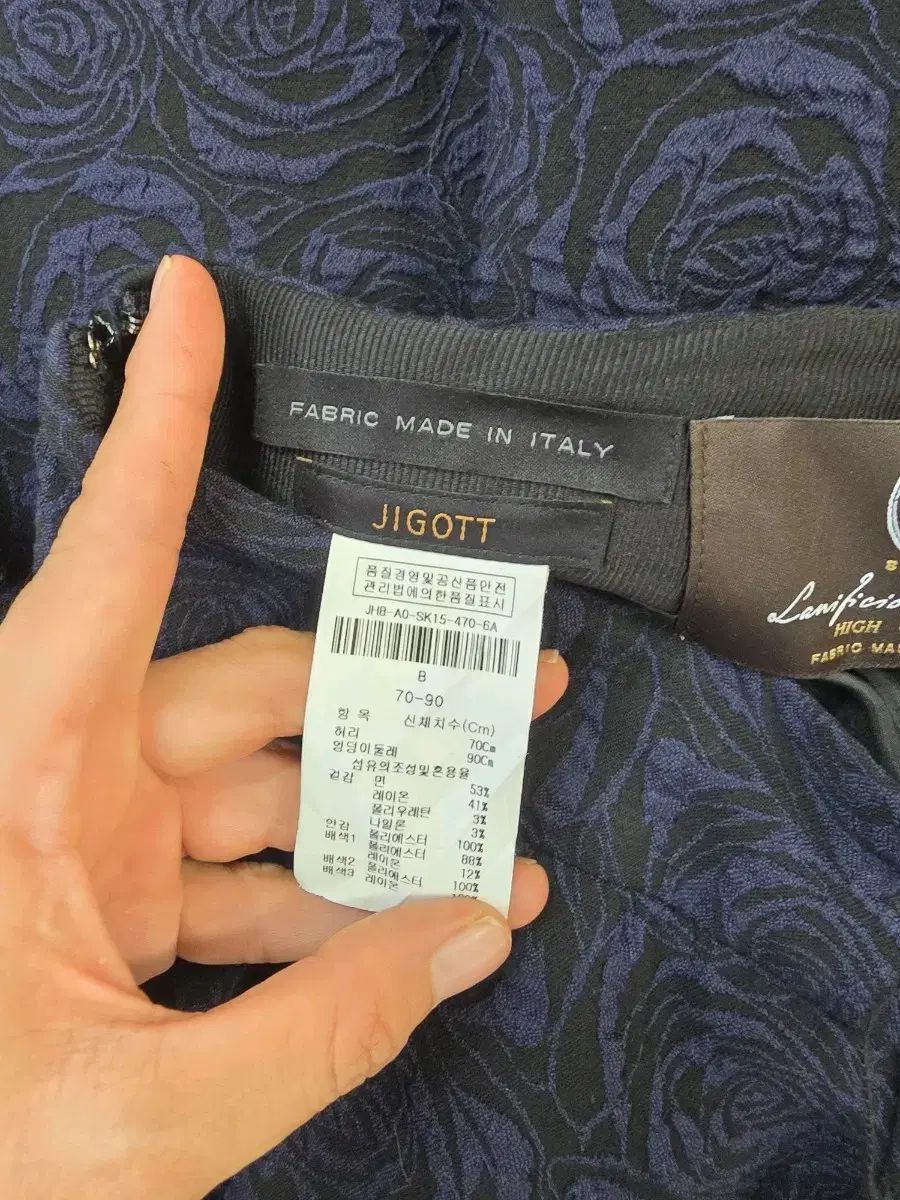 FABRIC MADE IN ITALY
JIGOTT
품질경영및공산품안전
관리법에의한품질표시
JHB-A0-SK15-470-6A
B
70-90
항 목 신체치수(Cm)
허리 70Cm
엉덩이둘레 90Cm
섬유의조성및혼용율
겉감 면 53%
레이온 41%
폴리우레탄 3%
나일론 3%
안감 폴리에스터 100%
배색1 폴리에스터 88%
레이온 12%
배색2 폴리에스터 100%
배색3 레이온 100%
Lanificio
HIGH
FABRIC